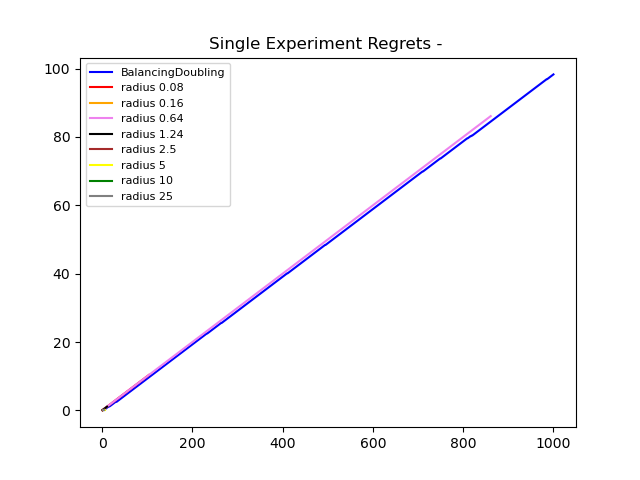 Single Experiment Regrets -
BalancingDoubling
radius 0.08
radius 0.16
radius 0.64
radius 1.24
radius 2.5
radius 5
radius 10
radius 25
100
80
60
40
20
0
0 200 400 600 800 1000